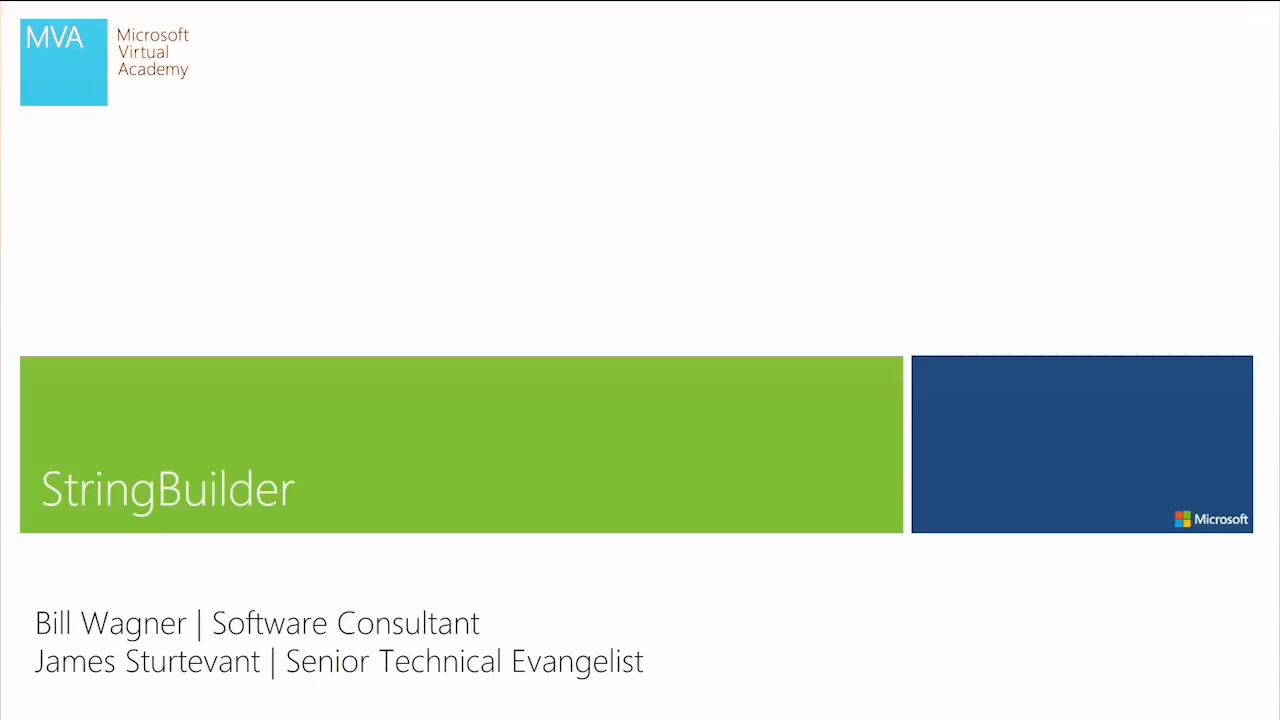 MVA
Microsoft
Virtual
Academy
StringBuilder
Microsoft
Bill Wagner | Software Consultant
James Sturtevant | Senior Technical Evangelist